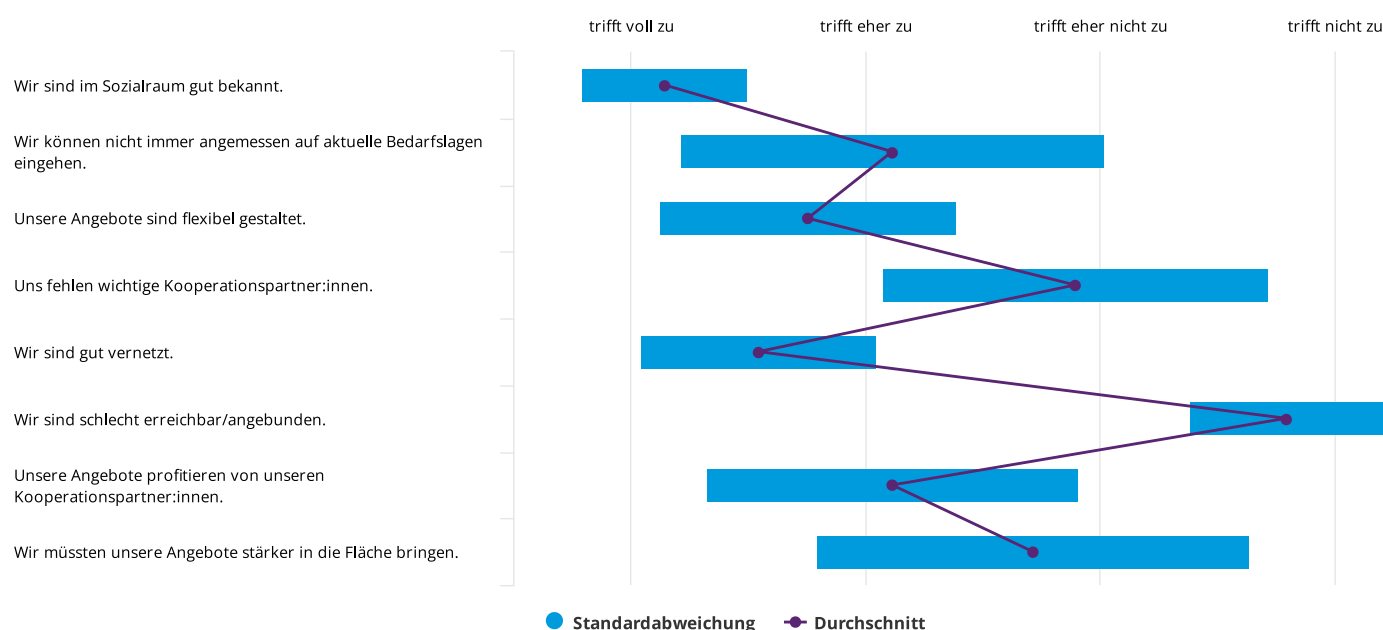 trifft voll zu
trifft eher zu
trifft eher nicht zu
trifft nicht zu
Wir sind im Sozialraum gut bekannt.
Wir können nicht immer angemessen auf aktuelle Bedarfslagen
eingehen.
Unsere Angebote sind flexibel gestaltet.
Uns fehlen wichtige Kooperationspartner:innen.
Wir sind gut vernetzt.
Wir sind schlecht erreichbar/angebunden.
Unsere Angebote profitieren von unseren
Kooperationspartner:innen.
Wir müssten unsere Angebote stärker in die Fläche bringen.
Standardabweichung
Durchschnitt